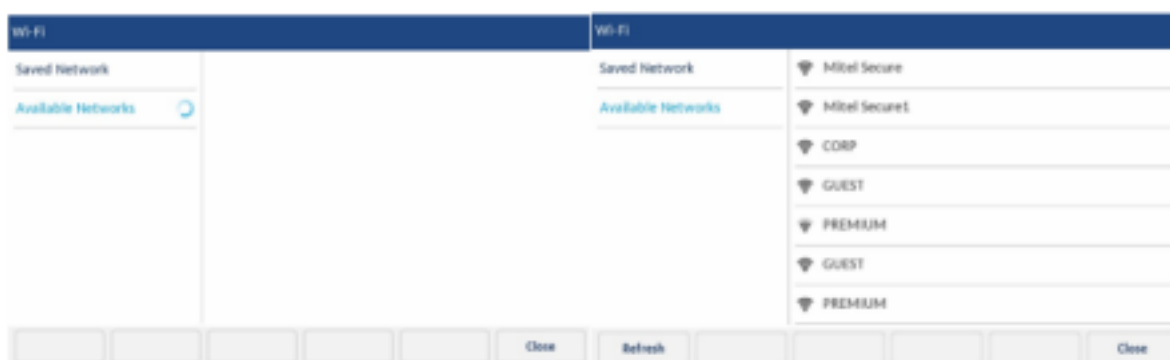 Wi-Fi
Saved Network
Available Networks
Close
Wi-Fi
Saved Network
Available Networks
Mitel Secure
Mitel Secure1
CORP
GUEST
PREMIUM
GUEST
PREMIUM
Refresh
Close